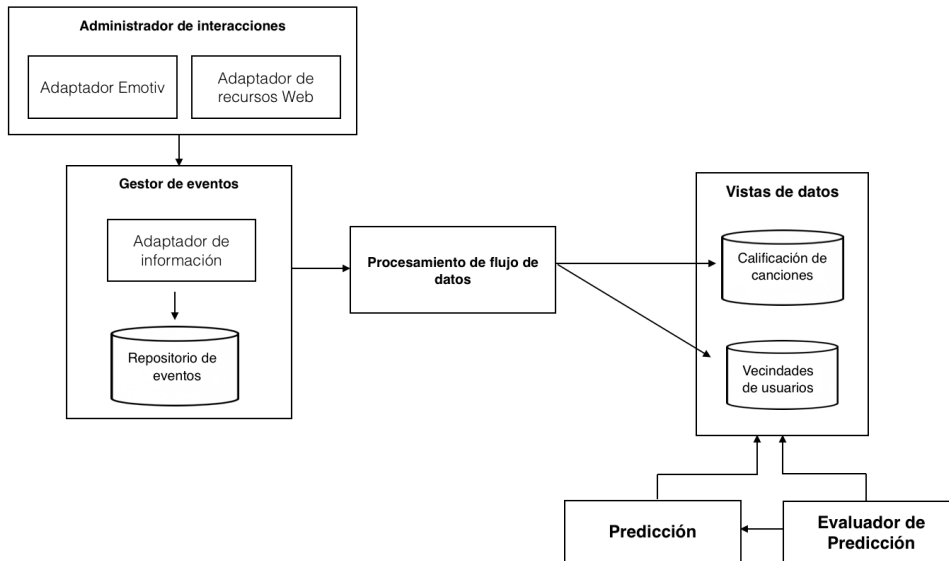 Administrador de interacciones
Adaptador Emotiv
Adaptador de
recursos Web
Gestor de eventos
Adaptador de
información
Repositorio de
eventos
Procesamiento de flujo de
datos
Vistas de datos
Calificación de
canciones
Vecindades
de usuarios
Predicción
Evaluador de
Predicción